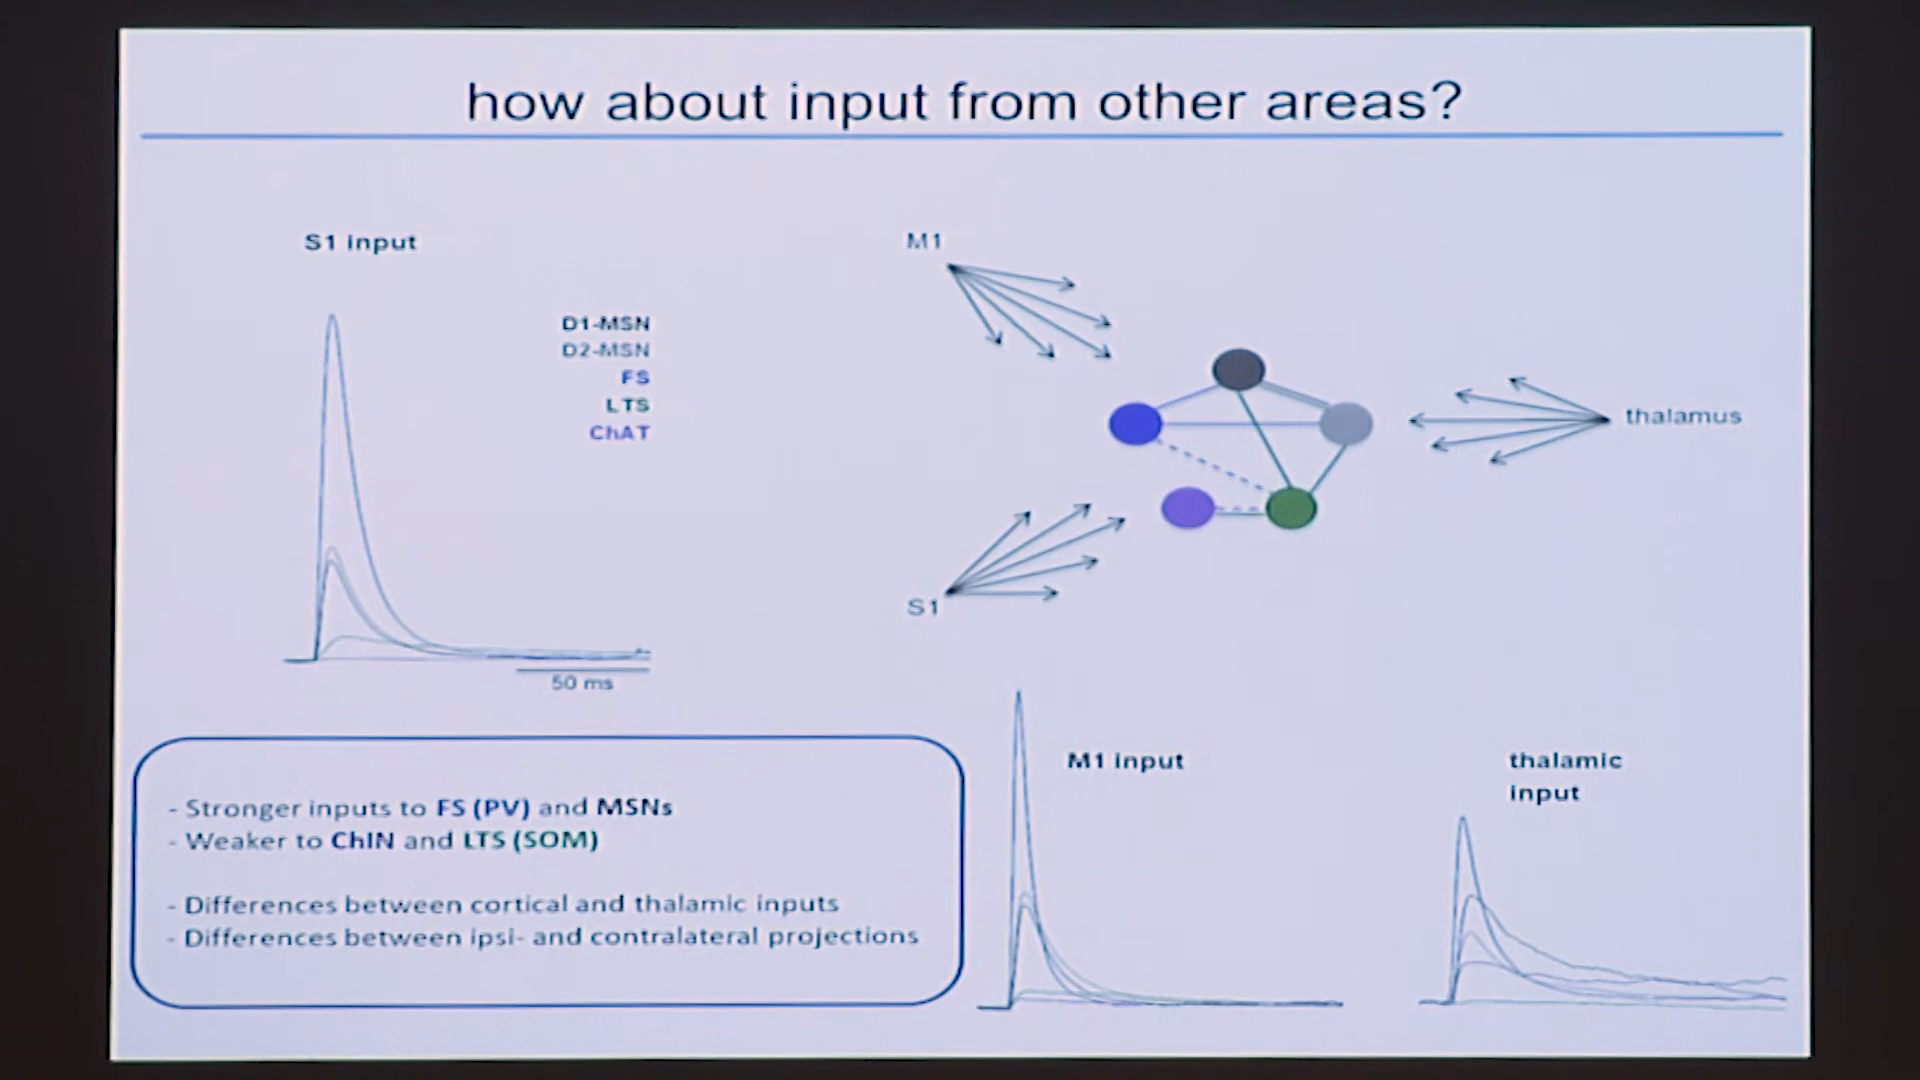 how about input from other areas?
S1 input
D1-MSN
D2-MSN
FS
LTS
ChAT
50 ms
M1
thalamus
S1
- Stronger inputs to FS (PV) and MSNs
- Weaker to ChIN and LTS (SOM)
- Differences between cortical and thalamic inputs
- Differences between ipsi- and contralateral projections
M1 input
thalamic
input